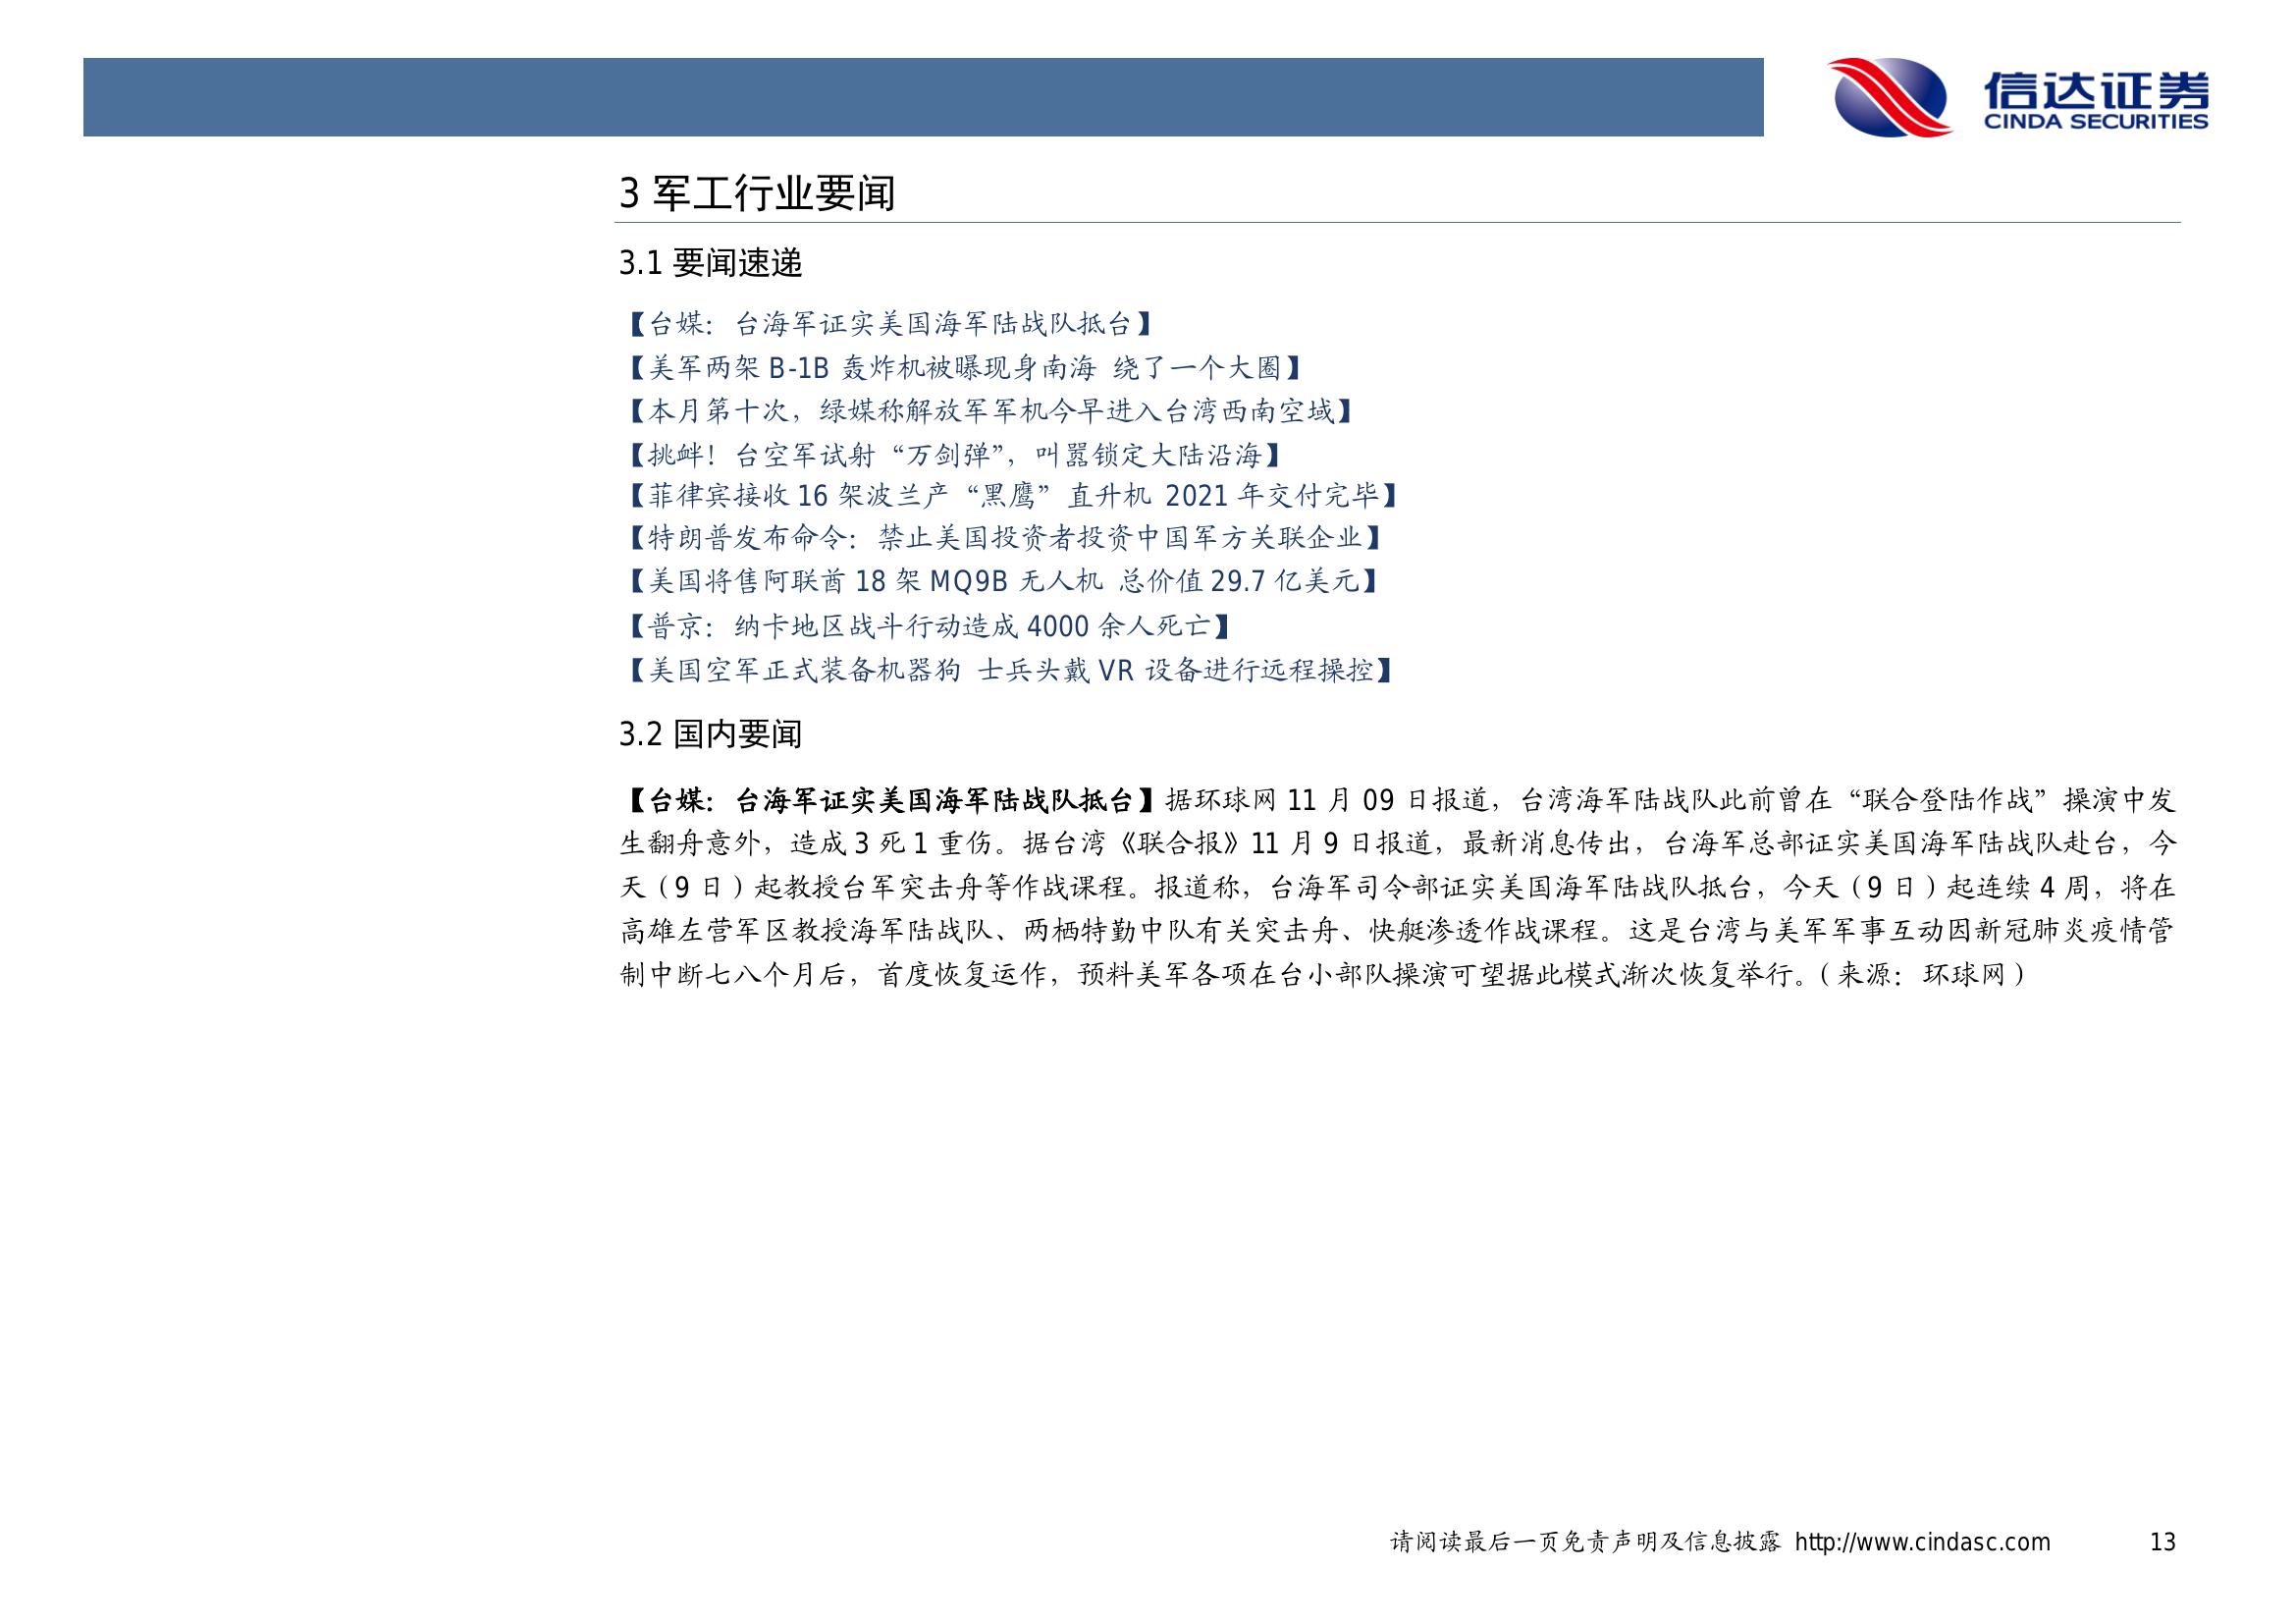 信达证券
CINDA SECURITIES
3 军工行业要闻
3.1 要闻速递
【台媒：台海军证实美国海军陆战队抵台】
【美军两架 B-1B 轰炸机被曝现身南海 绕了一个大圈】
【本月第十次，绿媒称解放军军机今早进入台湾西南空域】
【挑衅！台空军试射“万剑弹”，叫嚣锁定大陆沿海】
【菲律宾接收 16 架波兰产“黑鹰”直升机 2021 年交付完毕】
【特朗普发布命令：禁止美国投资者投资中国军方关联企业】
【美国将售阿联酋 18 架 MQ9B 无人机 总价值 29.7 亿美元】
【普京：纳卡地区战斗行动造成 4000 余人死亡】
【美国空军正式装备机器狗 士兵头戴 VR 设备进行远程操控】
3.2 国内要闻
【台媒：台海军证实美国海军陆战队抵台】据环球网 11 月 09 日报道，台湾海军陆战队此前曾在“联合登陆作战”操演中发
生翻舟意外，造成 3 死 1 重伤。据台湾《联合报》11 月 9 日报道，最新消息传出，台海军总部证实美国海军陆战队赴台，今
天（9 日）起教授台军突击舟等作战课程。报道称，台海军司令部证实美国海军陆战队抵台，今天（9 日）起连续 4 周，将在
高雄左营军区教授海军陆战队、两栖特勤中队有关突击舟、快艇渗透作战课程。这是台湾与美军军事互动因新冠肺炎疫情管
制中断七八个月后，首度恢复运作，预料美军各项在台小部队操演可望据此模式渐次恢复举行。（来源：环球网）
请阅读最后一页免责声明及信息披露 http://www.cindasc.com 13